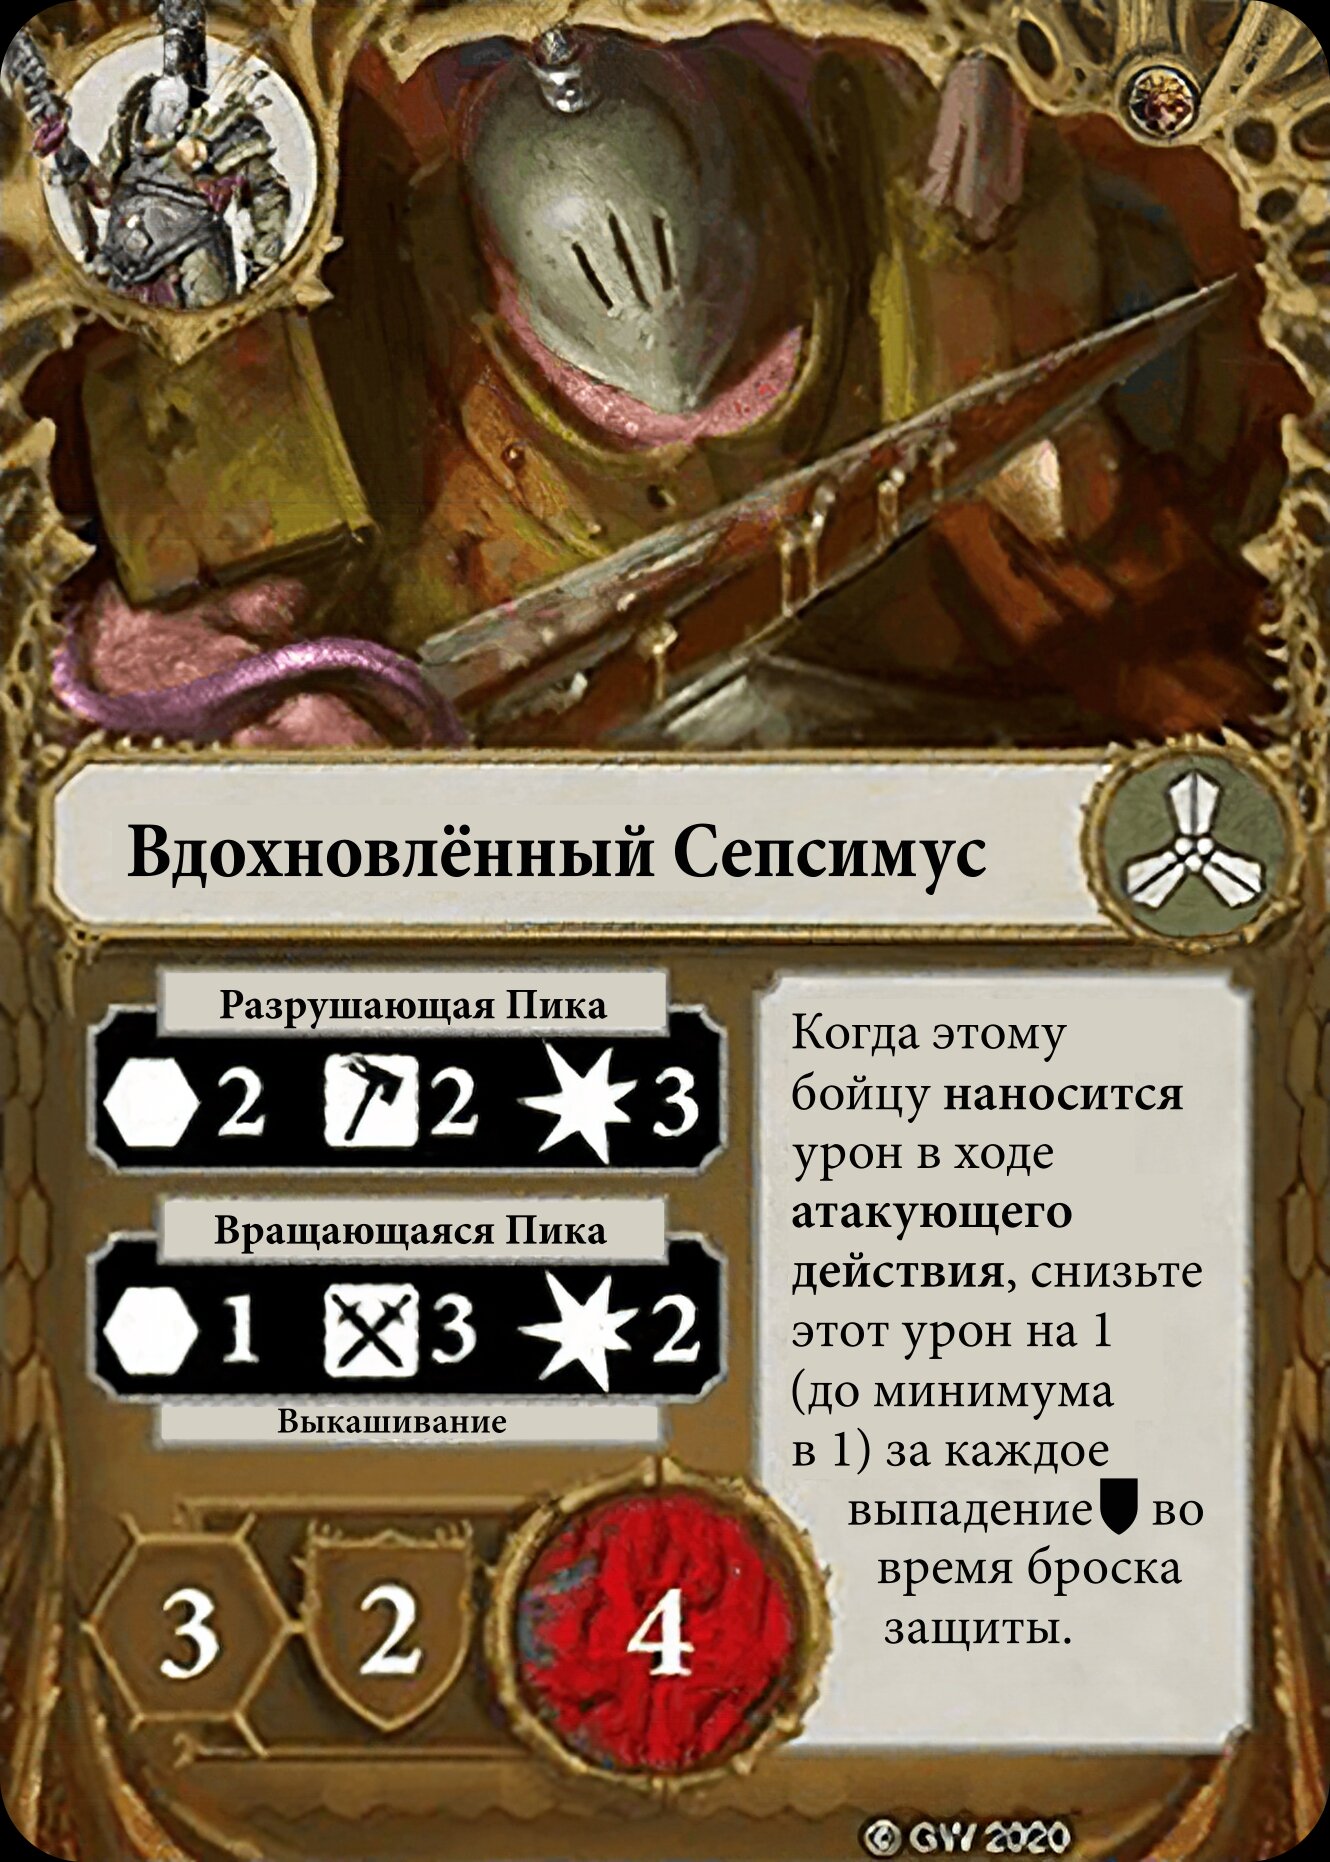 Вдохновлённый Сепсимус
Разрушающая Пика
2 2 3
Вращающаяся Пика
1 3 2
Выкашивание
Когда этому
бойцу наносится
урон в ходе
атакующего
действия, снизьте
этот урон на 1
(до минимума
в 1) за каждое
выпадение во
время броска
защиты.
3 2 4
© GW 2020